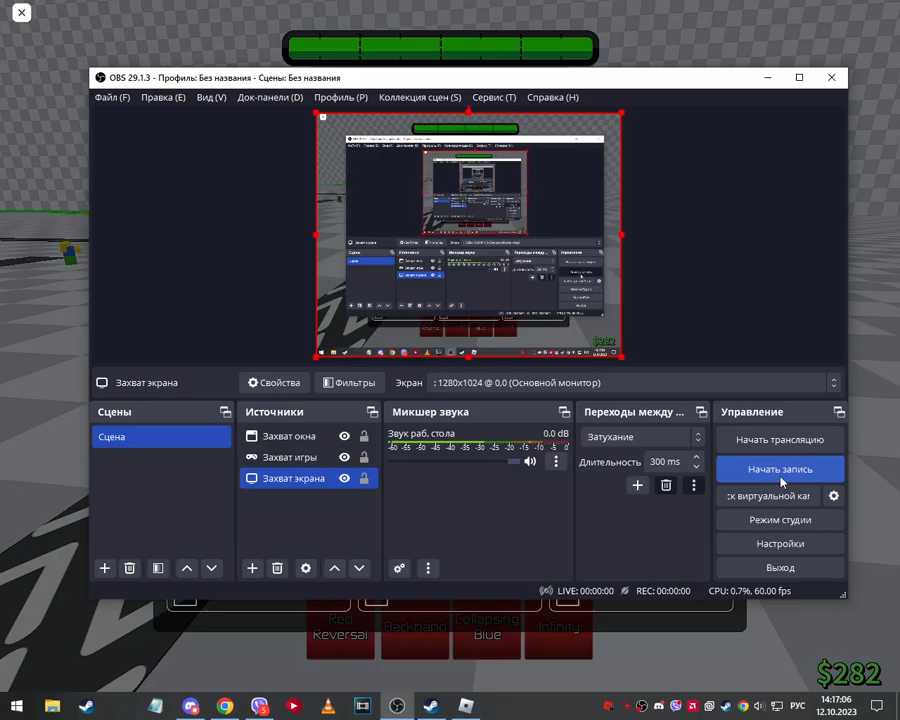 OBS 29.1.3 - Профиль: Без названия - Сцены: Без названия
Файл (F) Правка (E) Вид (V) Док-панели (D) Профиль (P) Коллекция сцен (S) Сервис (T) Справка (H)
$282
Захват экрана Свойства Фильтры Экран : 1280x1024 @ 0,0 (Основной монитор)
Сцены Источники Микшер звука Переходы между ... Управление
Сцена
Захват окна
Захват игры
Захват экрана
Звук раб. стола 0.0 dB
-60 -55 -50 -45 -40 -35 -30 -25 -20 -15 -10 -5 0
Затухание
Длительность 300 ms
Начать трансляцию
Начать запись
ск виртуальной кам
Режим студии
Настройки
Выход
LIVE: 00:00:00 REC: 00:00:00 CPU: 0.7%, 60.00 fps
Red Reversal
Backhand
Collapsing Blue
Infinity
$282
5
РУС
14:17:06
12.10.2023